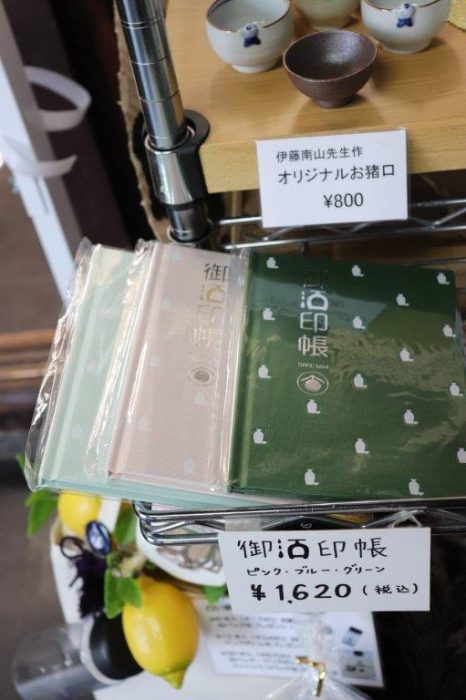 伊藤南山先生作
オリジナルお猪口
¥800
御酒印帳
御酒印帳
御酒印帳
ピンク・ブルー・グリーン
¥1,620(税込)